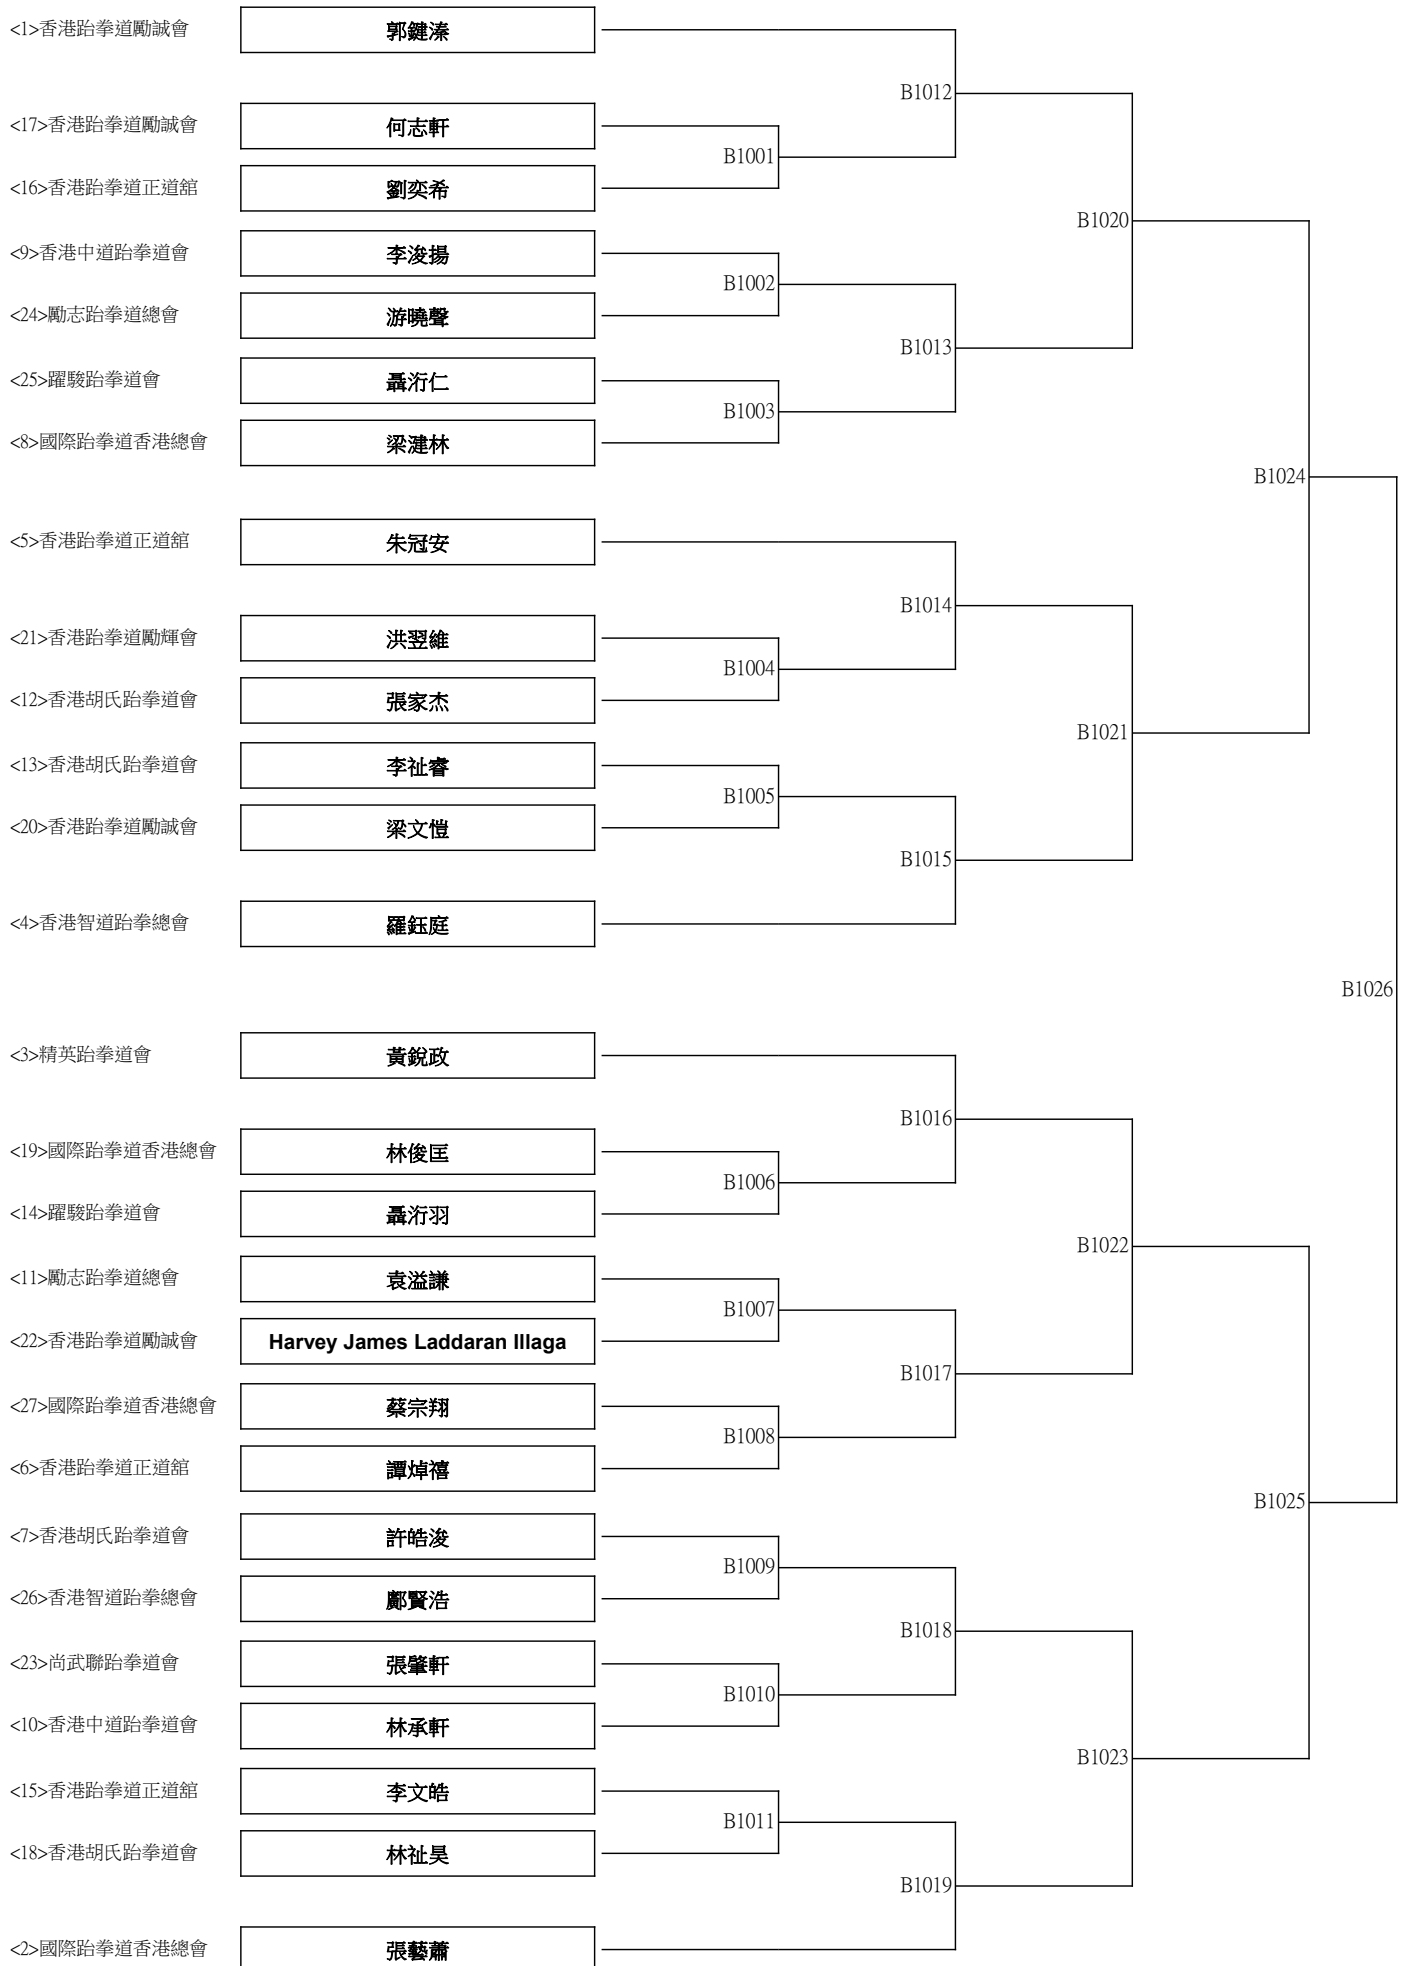 <1>香港跆拳道勵誠會 郭鍵溱
B1012
<17>香港跆拳道勵誠會 何志軒
B1001
<16>香港跆拳道正道舘 劉奕希
B1020
<9>香港中道跆拳道會 李浚揚
B1002
<24>勵志跆拳道總會 游曉聲
B1013
<25>躍駿跆拳道會 聶洐仁
B1003
<8>國際跆拳道香港總會 梁漣林
B1024
<5>香港跆拳道正道舘 朱冠安
B1014
<21>香港跆拳道勵輝會 洪翌維
B1004
<12>香港胡氏跆拳道會 張家杰
B1021
<13>香港胡氏跆拳道會 李祉睿
B1005
<20>香港跆拳道勵誠會 梁文愷
B1015
<4>香港智道跆拳總會 羅鈺庭
B1026
<3>精英跆拳道會 黃銳政
B1016
<19>國際跆拳道香港總會 林俊匡
B1006
<14>躍駿跆拳道會 聶洐羽
B1022
<11>勵志跆拳道總會 袁溢謙
B1007
<22>香港跆拳道勵誠會 Harvey James Laddaran Illaga
B1017
<27>國際跆拳道香港總會 蔡宗翔
B1008
<6>香港跆拳道正道舘 譚焯禧
B1025
<7>香港胡氏跆拳道會 許皓浚
B1009
<26>香港智道跆拳總會 鄺賢浩
B1018
<23>尚武聯跆拳道會 張肇軒
B1010
<10>香港中道跆拳道會 林承軒
B1023
<15>香港跆拳道正道舘 李文皓
B1011
<18>香港胡氏跆拳道會 林祉昊
B1019
<2>國際跆拳道香港總會 張藝蕭